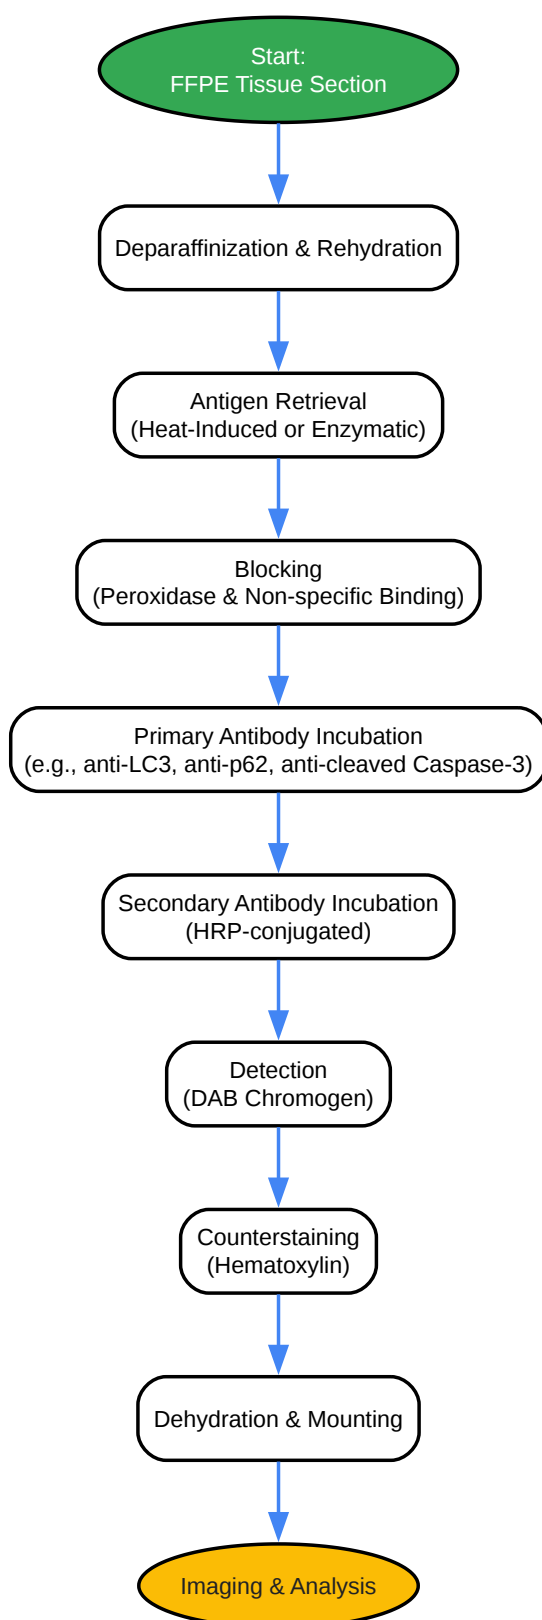 Start:
FFPE Tissue Section
Deparaffinization & Rehydration
Antigen Retrieval
(Heat-Induced or Enzymatic)
Blocking
(Peroxidase & Non-specific Binding)
Primary Antibody Incubation
(e.g., anti-LC3, anti-p62, anti-cleaved Caspase-3)
Secondary Antibody Incubation
(HRP-conjugated)
Detection
(DAB Chromogen)
Counterstaining
(Hematoxylin)
Dehydration & Mounting
Imaging & Analysis